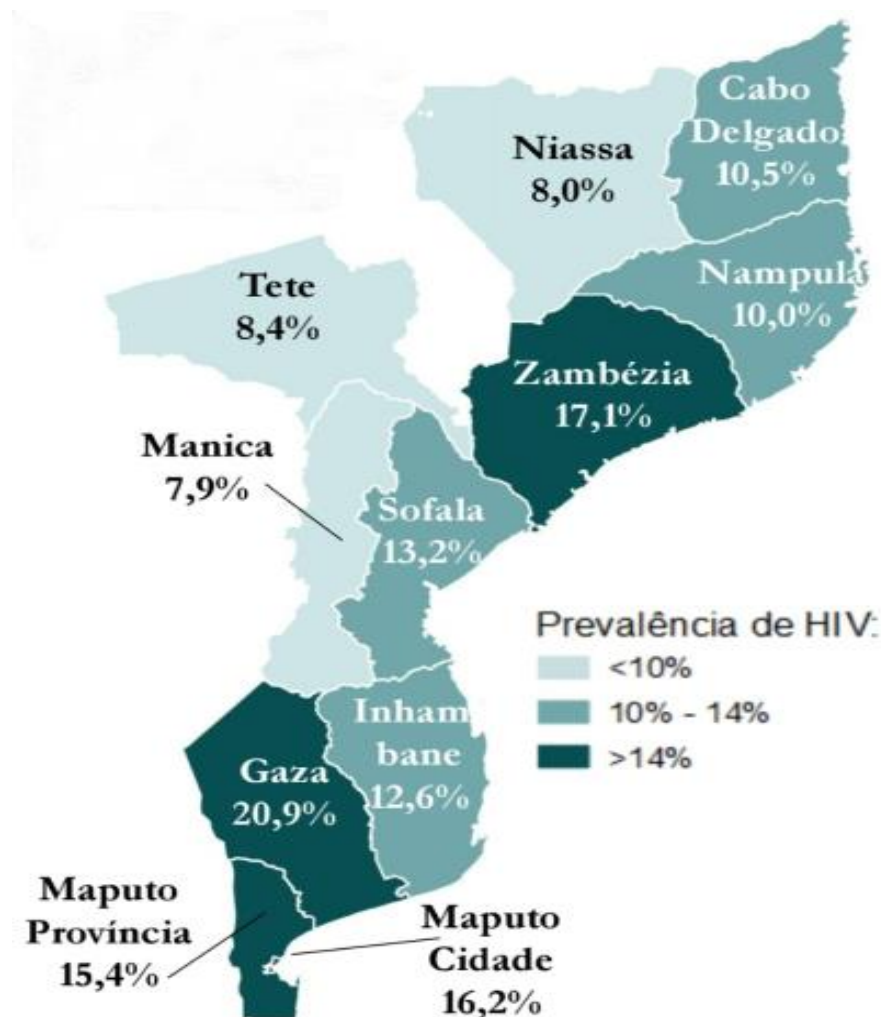 Cabo
Delgado
10,5%
Niassa
8,0%
Nampula
10,0%
Tete
8,4%
Zambézia
17,1%
Manica
7,9%
Sofala
13,2%
Prevalência de HIV:
<10%
10% - 14%
>14%
Inham
bane
12,6%
Gaza
20,9%
Maputo
Província
15,4%
Maputo
Cidade
16,2%